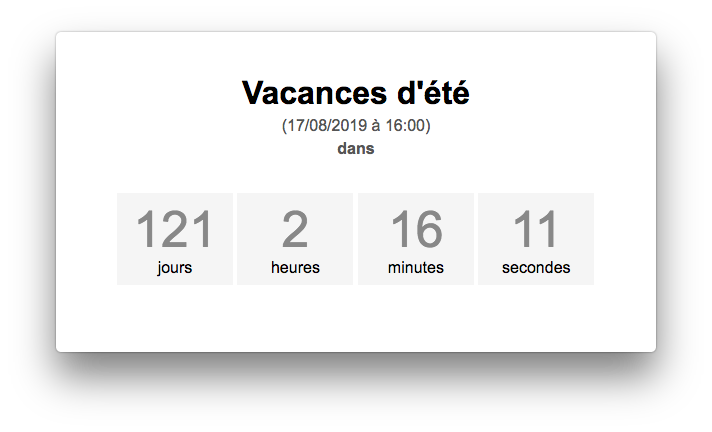 Vacances d'été
(17/08/2019 à 16:00)
dans
121 2 16 11
jours heures minutes secondes